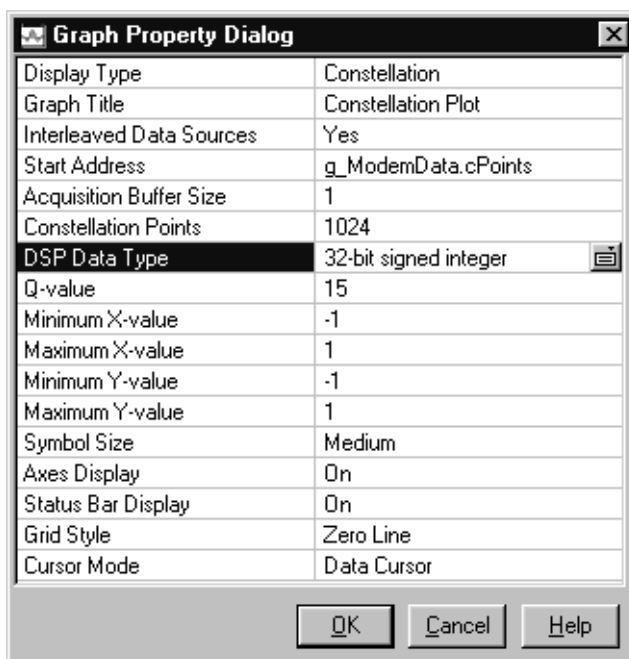 Graph Property Dialog
Display Type Constellation
Graph Title Constellation Plot
Interleaved Data Sources Yes
Start Address g_ModemData.cPoints
Acquisition Buffer Size 1
Constellation Points 1024
DSP Data Type 32-bit signed integer
Q-value 15
Minimum X-value -1
Maximum X-value 1
Minimum Y-value -1
Maximum Y-value 1
Symbol Size Medium
Axes Display On
Status Bar Display On
Grid Style Zero Line
Cursor Mode Data Cursor
OK Cancel Help